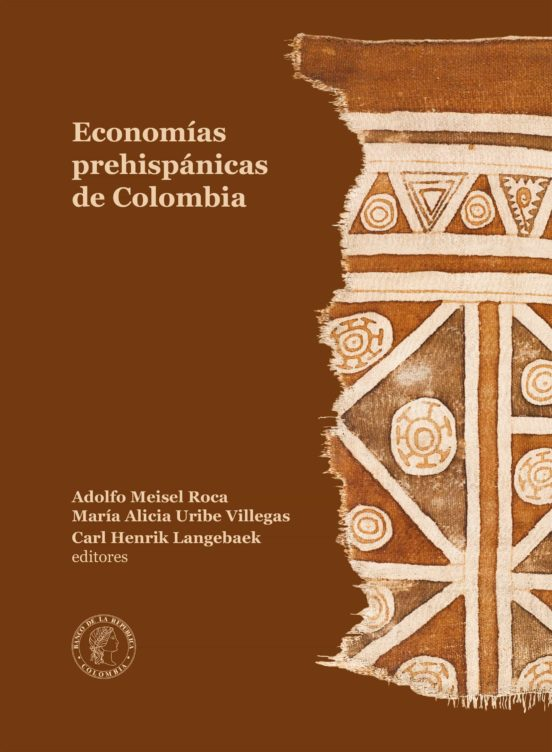 Economías
prehispánicas
de Colombia
Adolfo Meisel Roca
María Alicia Uribe Villegas
Carl Henrik Langebaek
editores
BANCO DE LA REPÚBLICA
COLOMBIA